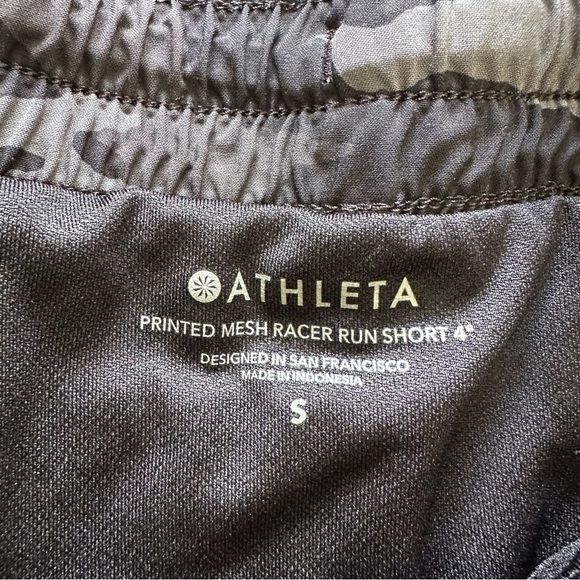 ATHLETA
PRINTED MESH RACER RUN SHORT 4"
DESIGNED IN SAN FRANCISCO
MADE IN INDONESIA
S